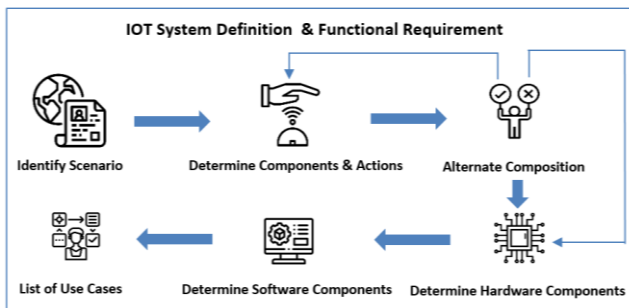 IOT System Definition & Functional Requirement
Identify Scenario
Determine Components & Actions
Alternate Composition
List of Use Cases
Determine Software Components
Determine Hardware Components